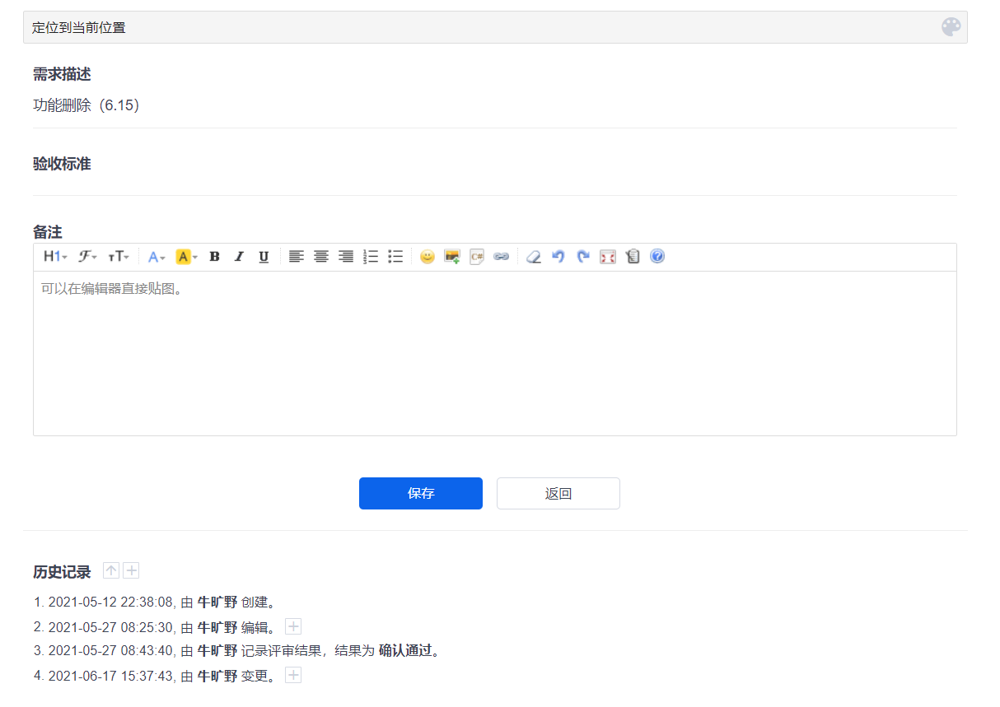 定位到当前位置
需求描述
功能删除（6.15）
验收标准
备注
H1 ℱ тT A A B I U C#
可以在编辑器直接贴图。
保存 返回
历史记录
1. 2021-05-12 22:38:08, 由 牛旷野 创建。
2. 2021-05-27 08:25:30, 由 牛旷野 编辑。
3. 2021-05-27 08:43:40, 由 牛旷野 记录评审结果，结果为 确认通过。
4. 2021-06-17 15:37:43, 由 牛旷野 变更。